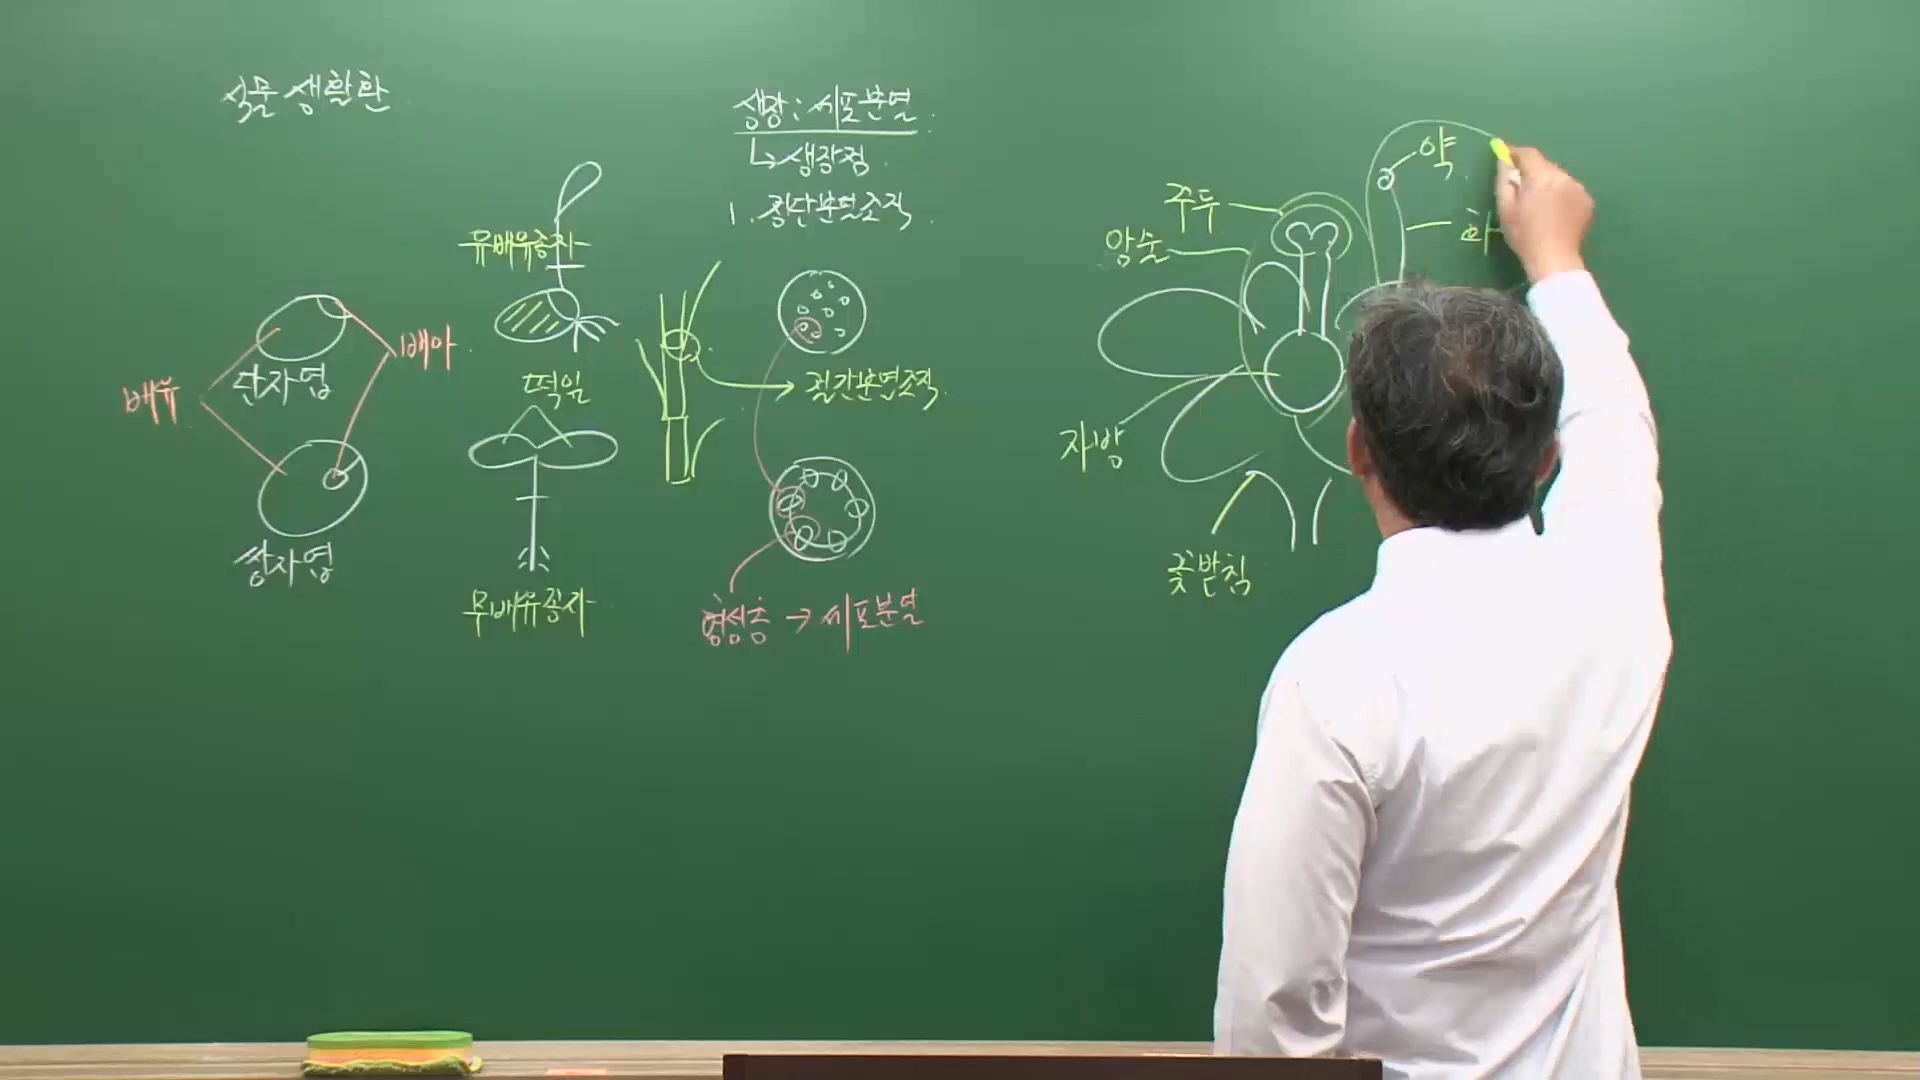 식물 생활환
생장 : 세포분열
↳ 생장점
1. 정단분열조직
유배유종자
배유
단자엽
배아
쌍자엽
떡잎
무배유종자
절간분열조직
형성층 → 세포분열
주두
암술
자방
꽃받침
약
화